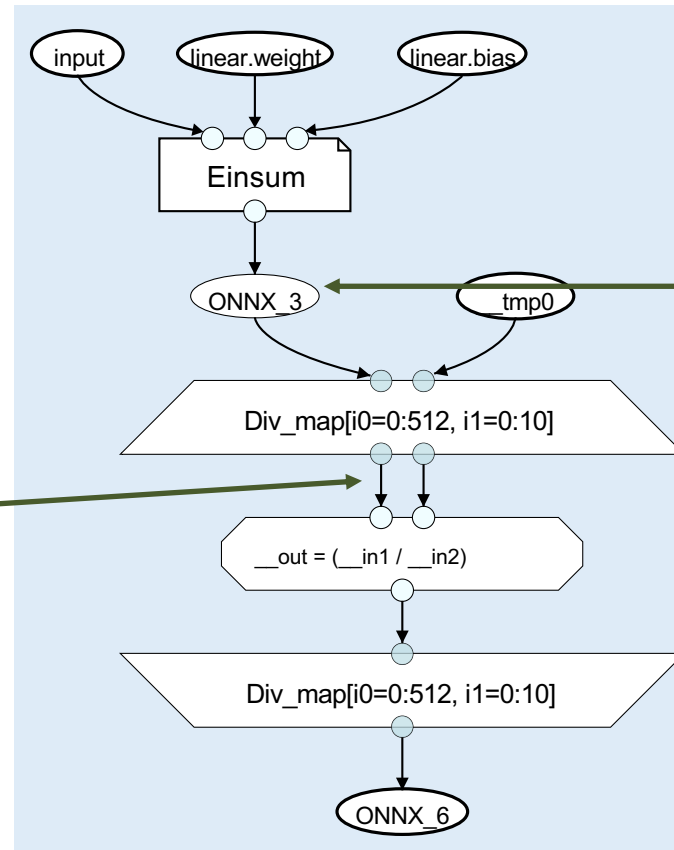 input
linear.weight
linear.bias
Einsum
ONNX_3
__tmp0
Div_map[i0=0:512, i1=0:10]
__out = (__in1 / __in2)
Div_map[i0=0:512, i1=0:10]
ONNX_6